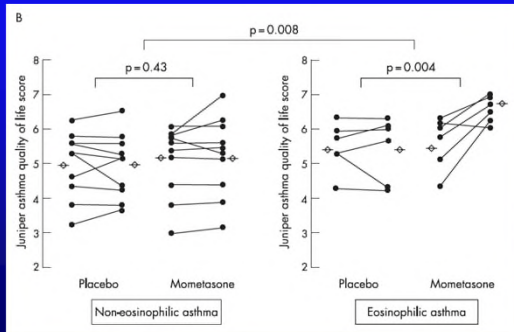 B
p=0.008
p=0.43
p=0.004
Juniper asthma quality of life score
8
7
6
5
4
3
2
Placebo
Mometasone
Non-eosinophilic asthma
Juniper asthma quality of life score
8
7
6
5
4
3
2
Placebo
Mometasone
Eosinophilic asthma